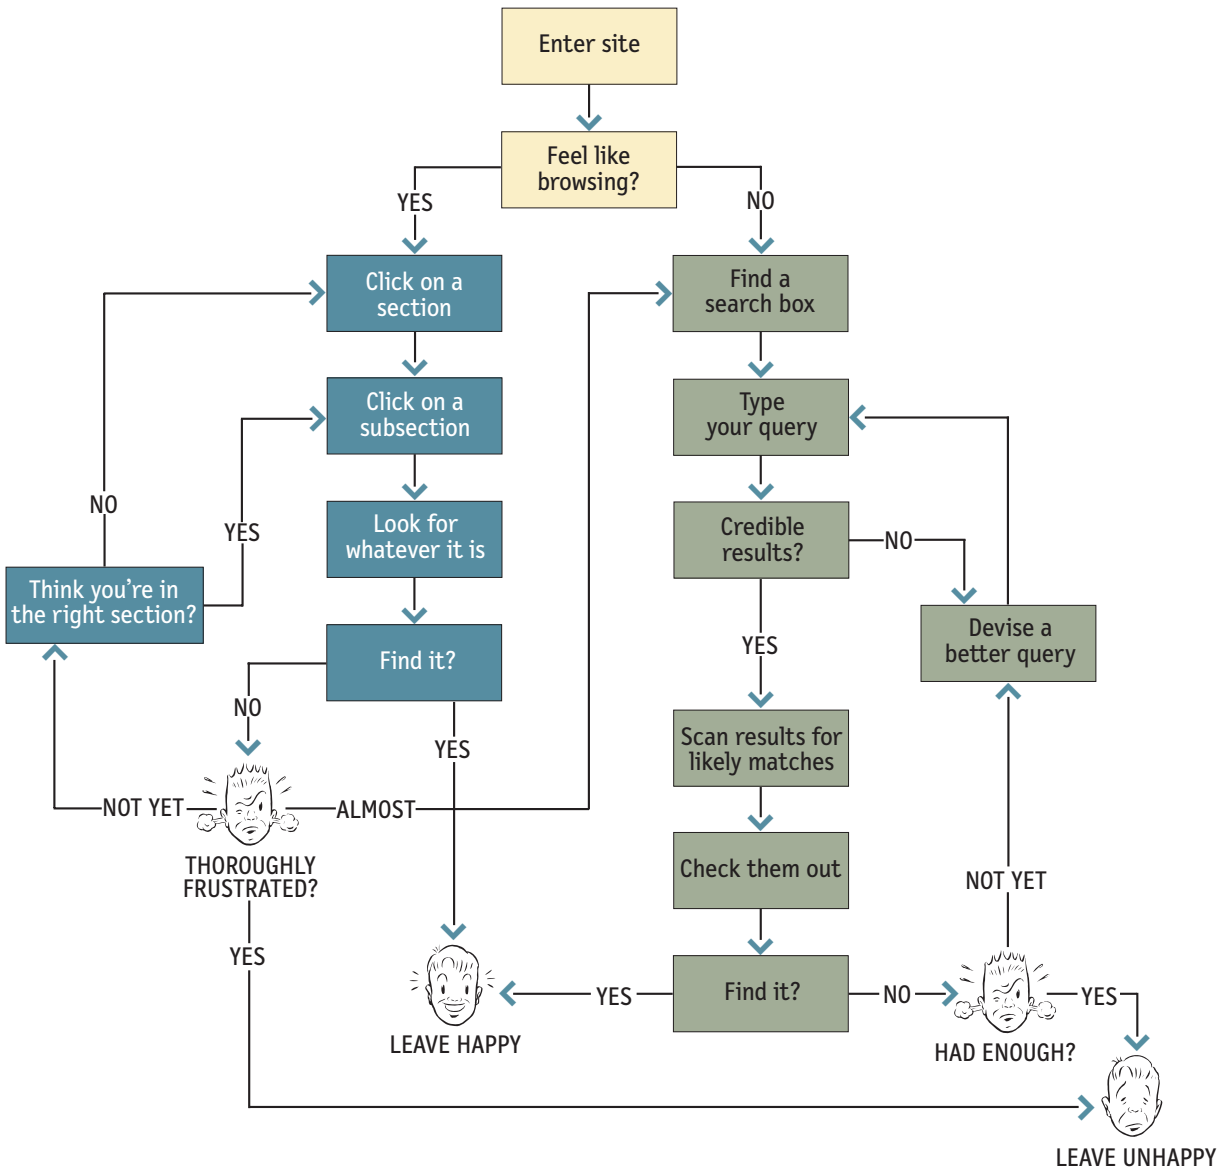 Enter site
Feel like
browsing?
YES
NO
Click on a
section
Find a
search box
Click on a
subsection
Type
your query
NO
YES
Look for
whatever it is
Credible
results?
NO
Think you're in
the right section?
Find it?
YES
Devise a
better query
NO
YES
Scan results for
likely matches
NOT YET
ALMOST
THOROUGHLY
FRUSTRATED?
Check them out
NOT YET
YES
Find it?
YES
NO
YES
LEAVE HAPPY
HAD ENOUGH?
LEAVE UNHAPPY